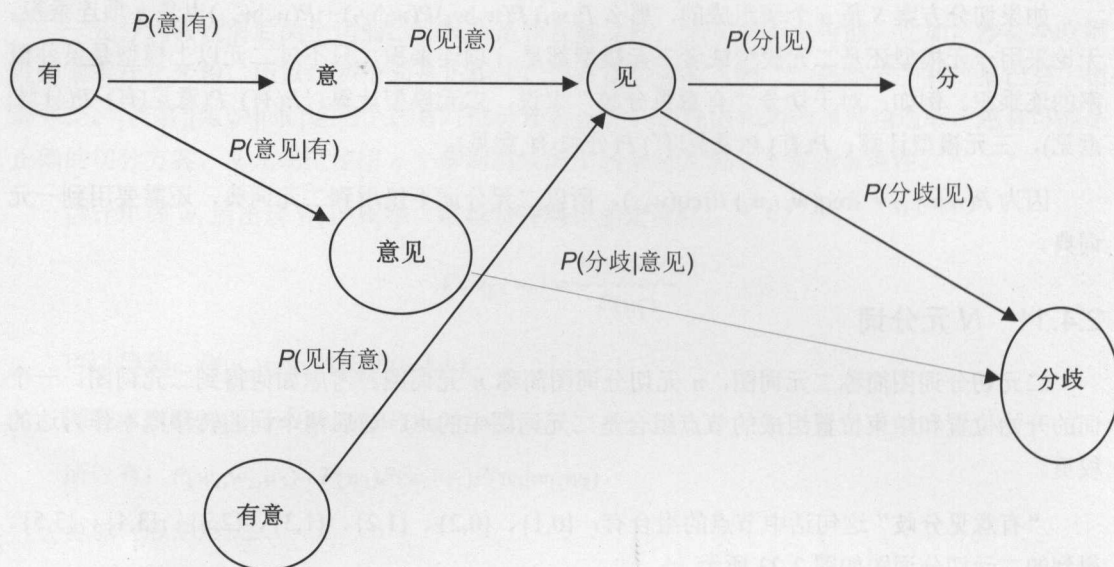 P(意|有)
P(见|意)
P(分|见)
有
意
见
分
P(意见|有)
P(分歧|见)
意见
P(分歧|意见)
P(见|有意)
分歧
有意